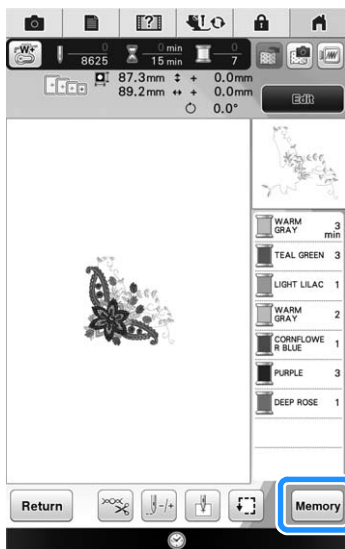 [?]
W+
0
8625
0 min
15 min
0
7
87.3mm ↕ + 0.0mm
89.2mm ↔ + 0.0mm
0.0°
Edit
WARM GRAY 3 min
TEAL GREEN 3
LIGHT LILAC 1
WARM GRAY 2
CORNFLOWE
R BLUE 1
PURPLE 3
DEEP ROSE 1
Return
-/+
Memory